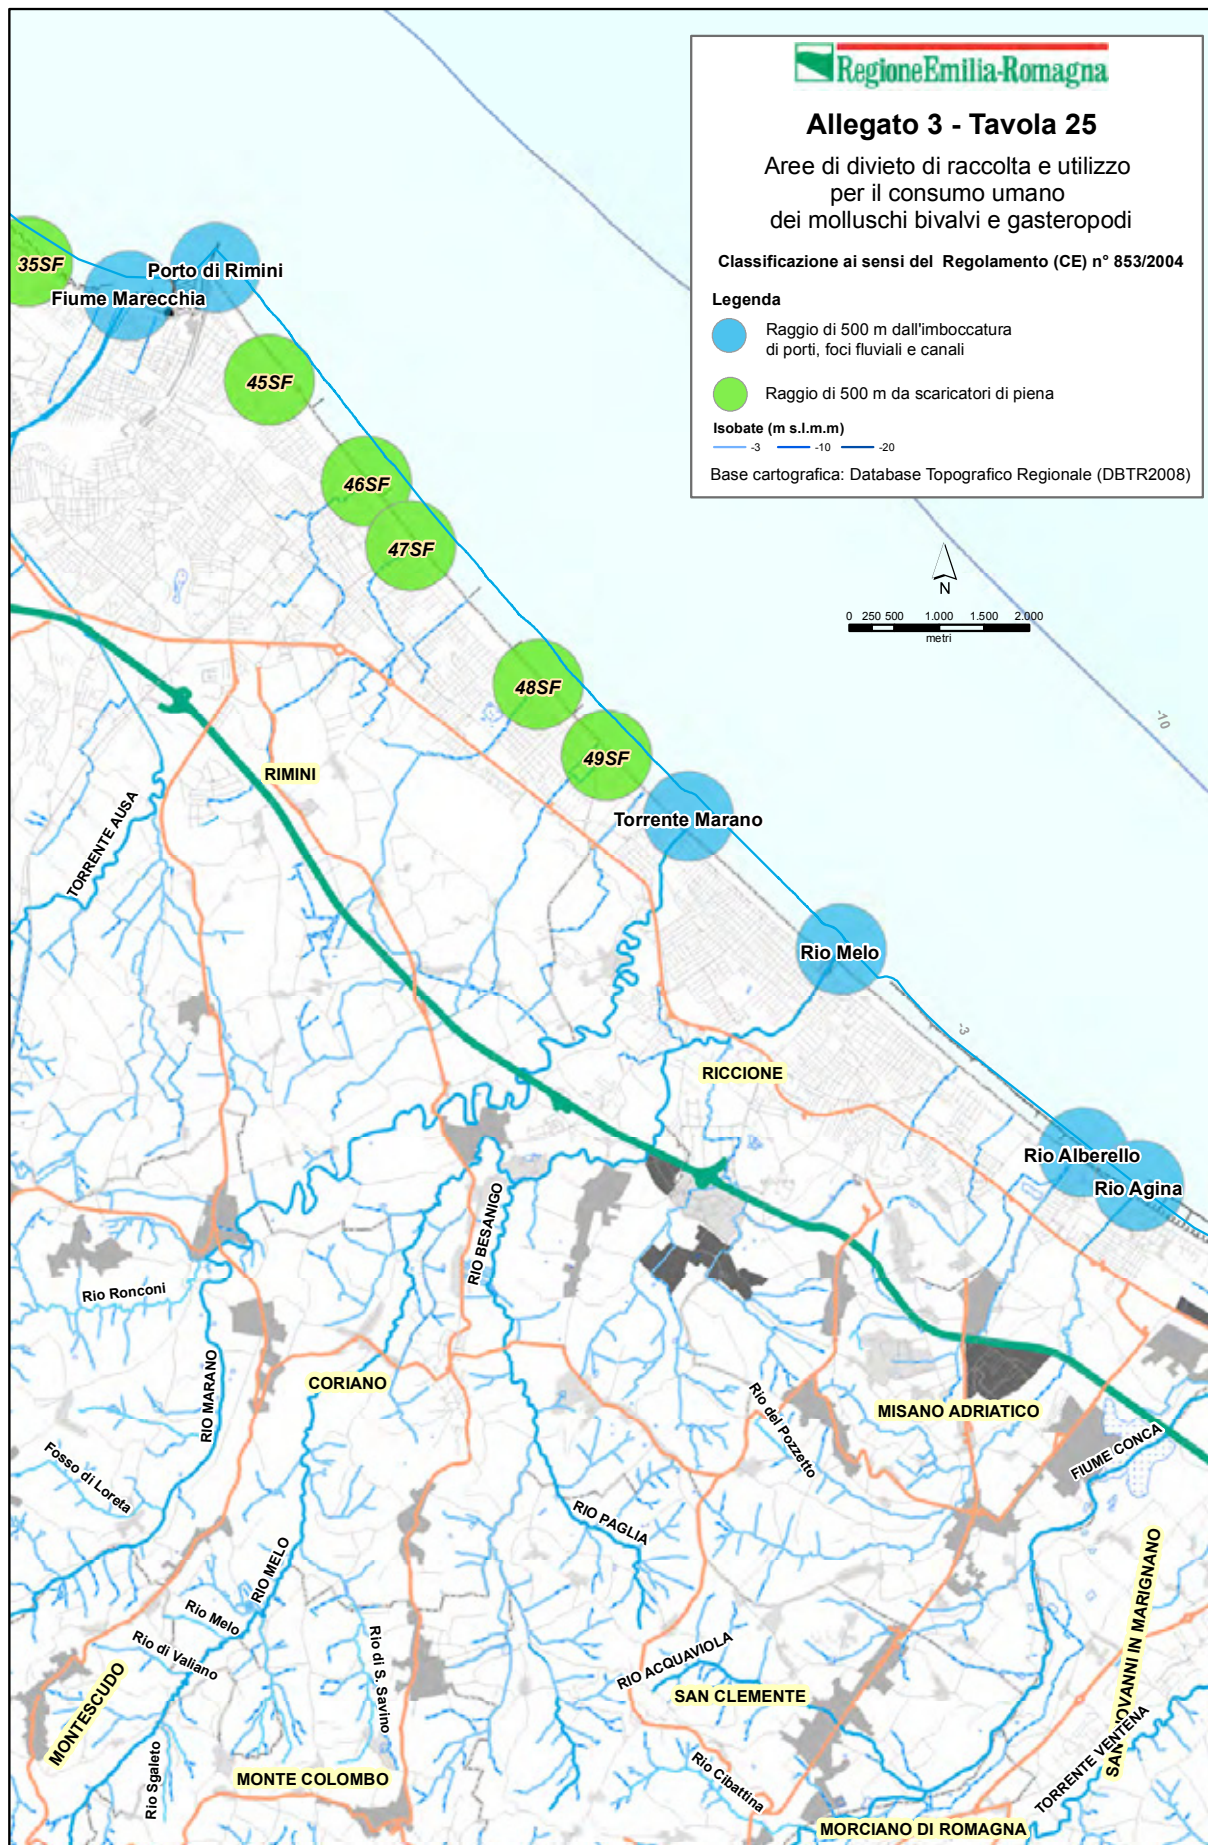 RegioneEmilia-Romagna
Allegato 3 - Tavola 25
Aree di divieto di raccolta e utilizzo
per il consumo umano
dei molluschi bivalvi e gasteropodi
Classificazione ai sensi del Regolamento (CE) n° 853/2004
Legenda
Raggio di 500 m dall'imboccatura
di porti, foci fluviali e canali
Raggio di 500 m da scaricatori di piena
Isobate (m s.l.m.m)
-3 -10 -20
Base cartografica: Database Topografico Regionale (DBTR2008)
N
0 250 500 1.000 1.500 2.000
metri
35SF
Porto di Rimini
Fiume Marecchia
45SF
46SF
47SF
48SF
-10
49SF
RIMINI
Torrente Marano
TORRENTE AUSA
Rio Melo
-3
RICCIONE
Rio Alberello
Rio Agina
RIO BESANIGO
Rio Ronconi
RIO MARANO
CORIANO
MISANO ADRIATICO
Rio del Pozzetto
FIUME CONCA
Fosso di Loreta
RIO PAGLIA
RIO MELO
Rio Melo
Rio di Valiano
Rio di S. Savino
RIO ACQUAVIOLA
SAN CLEMENTE
SAN GIOVANNI IN MARIGNANO
MONTESCUDO
TORRENTE VENTENA
Rio Sgaleto
MONTE COLOMBO
Rio Cibattina
MORCIANO DI ROMAGNA